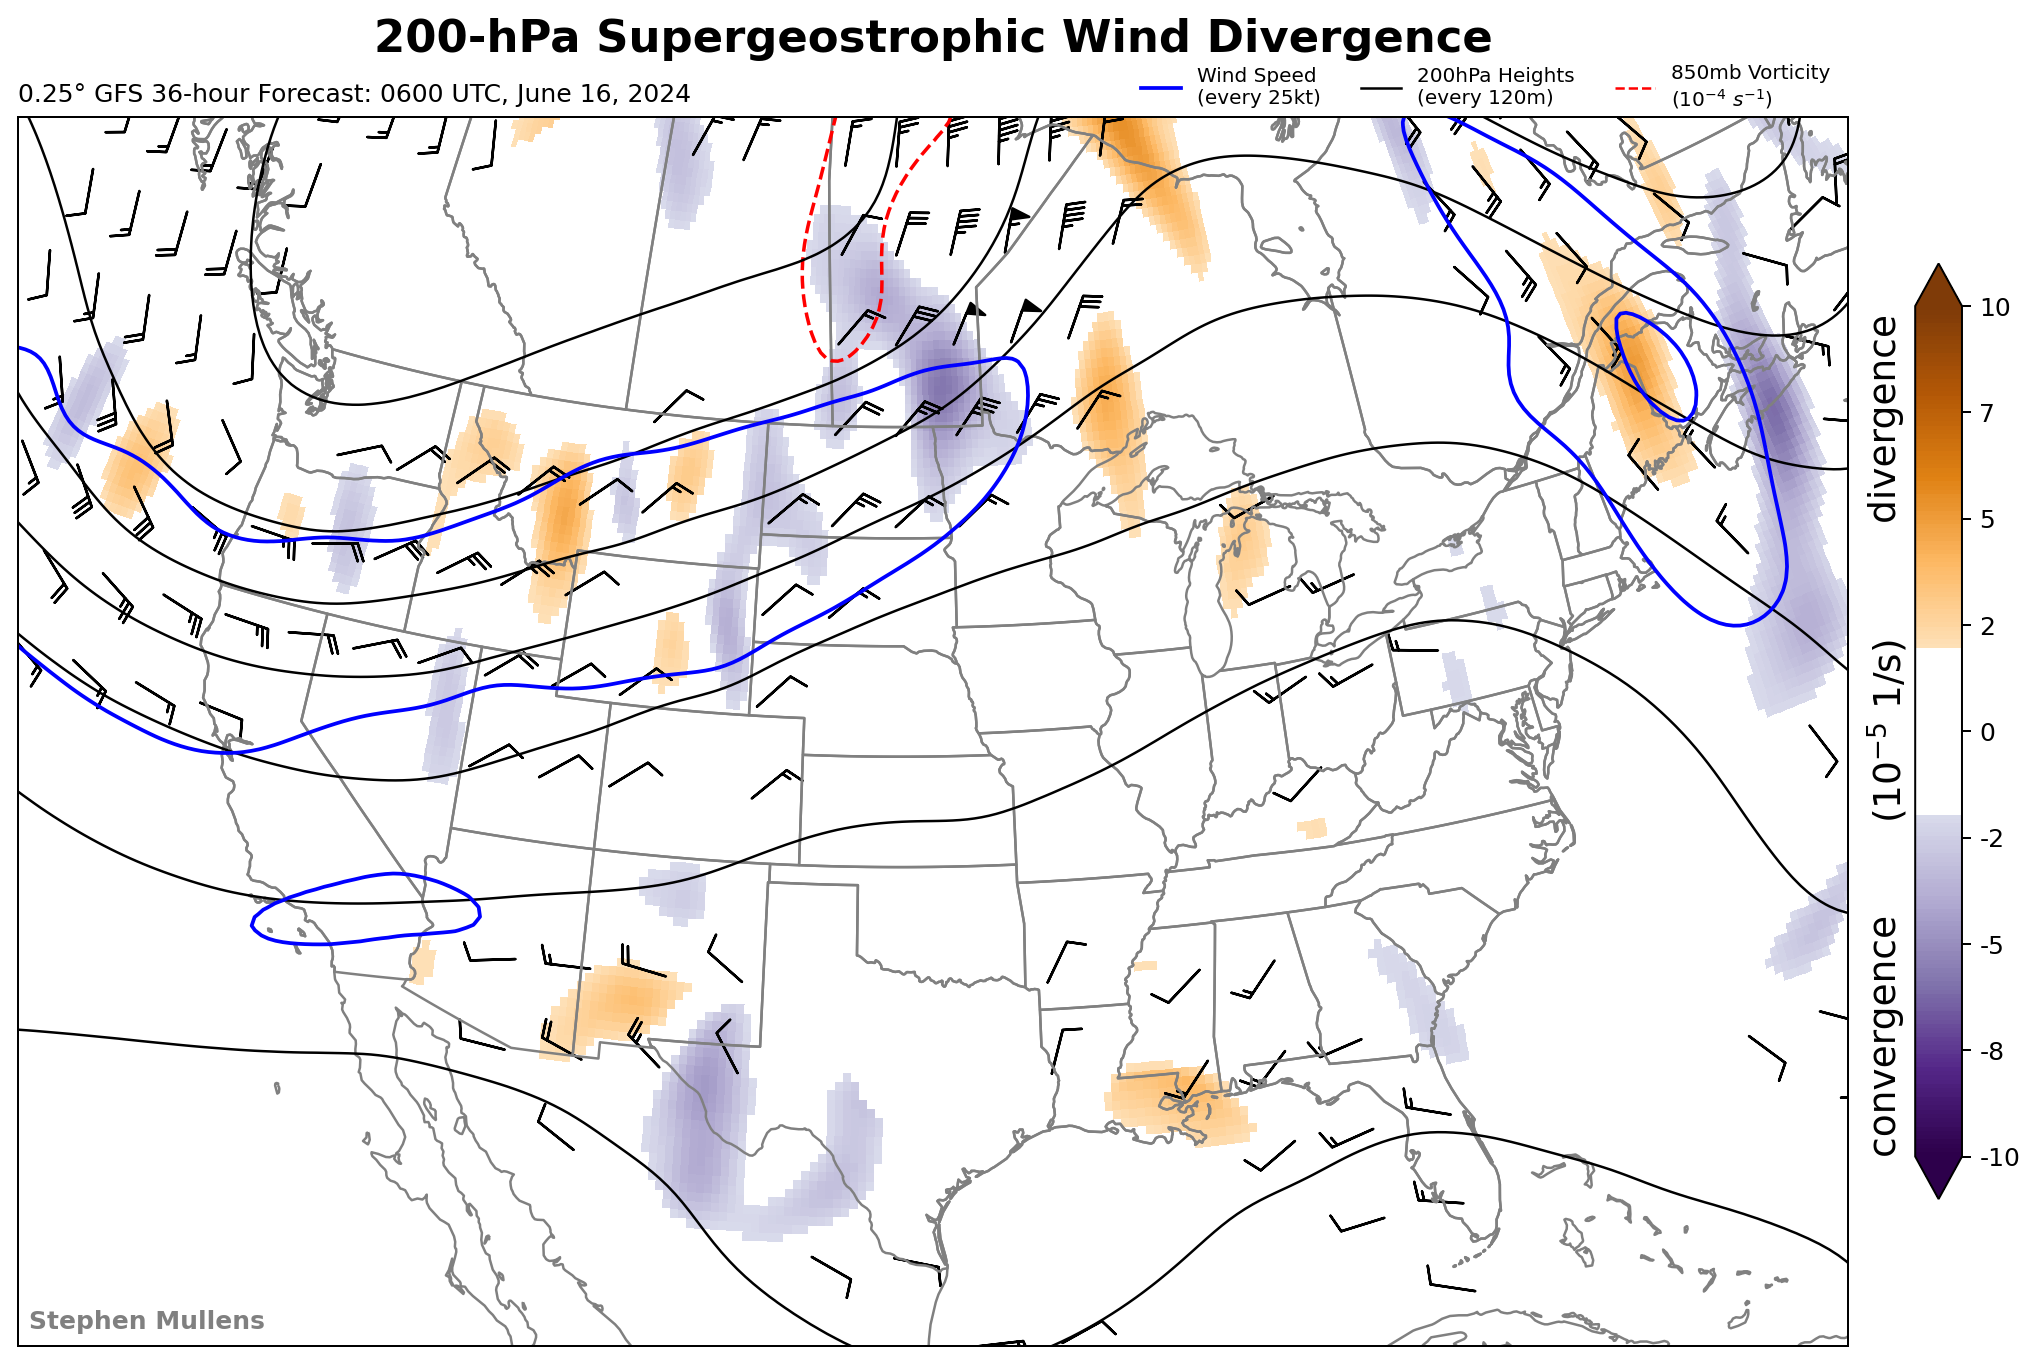 200-hPa Supergeostrophic Wind Divergence
0.25° GFS 36-hour Forecast: 0600 UTC, June 16, 2024
Wind Speed
(every 25kt)
200hPa Heights
(every 120m)
850mb Vorticity
(10⁻⁴ s⁻¹)
10
7
5
2
0
-2
-5
-8
-10
convergence (10⁻⁵ 1/s) divergence
Stephen Mullens